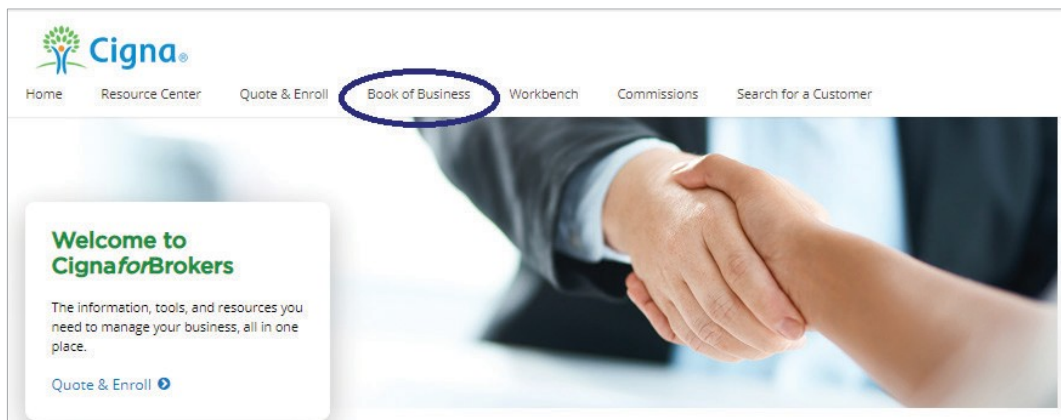 Cigna®
Home Resource Center Quote & Enroll Book of Business Workbench Commissions Search for a Customer
Welcome to
CignaforBrokers
The information, tools, and resources you
need to manage your business, all in one
place.
Quote & Enroll